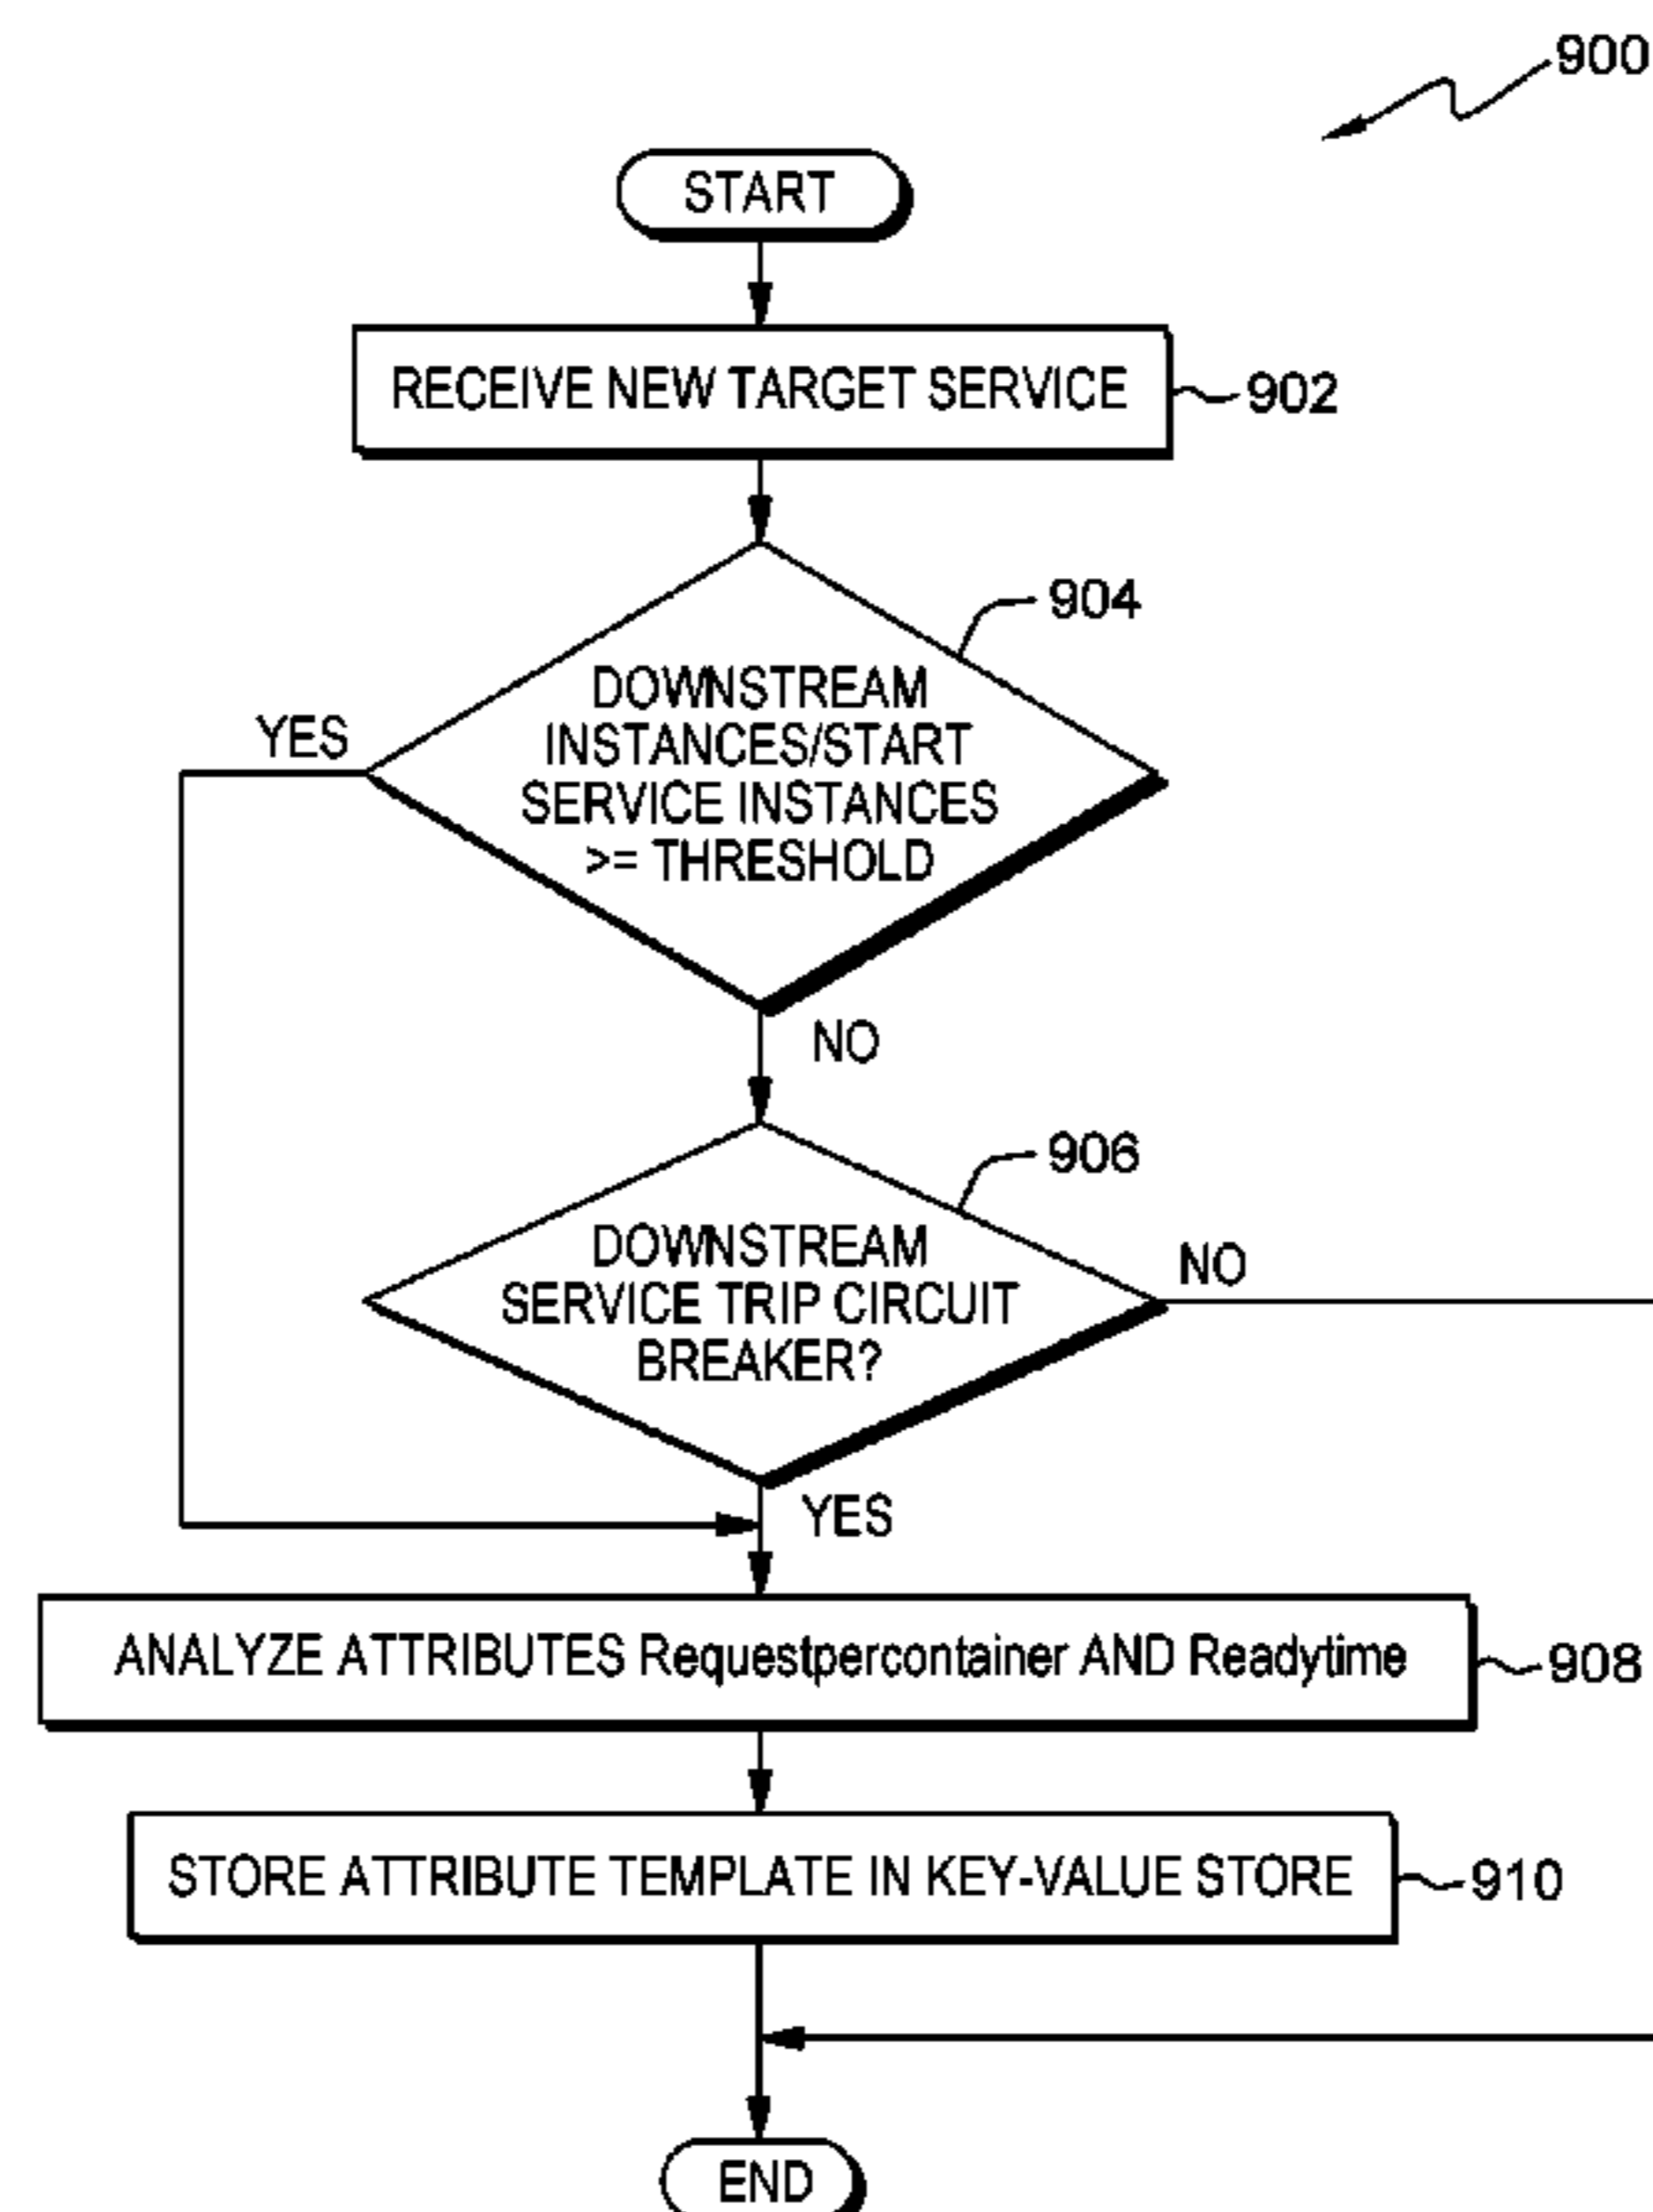 900
START
RECEIVE NEW TARGET SERVICE
902
904
DOWNSTREAM
INSTANCES/START
SERVICE INSTANCES
>= THRESHOLD
YES
NO
906
DOWNSTREAM
SERVICE TRIP CIRCUIT
BREAKER?
NO
YES
ANALYZE ATTRIBUTES Requestpercontainer AND Readytime
908
STORE ATTRIBUTE TEMPLATE IN KEY-VALUE STORE
910
END